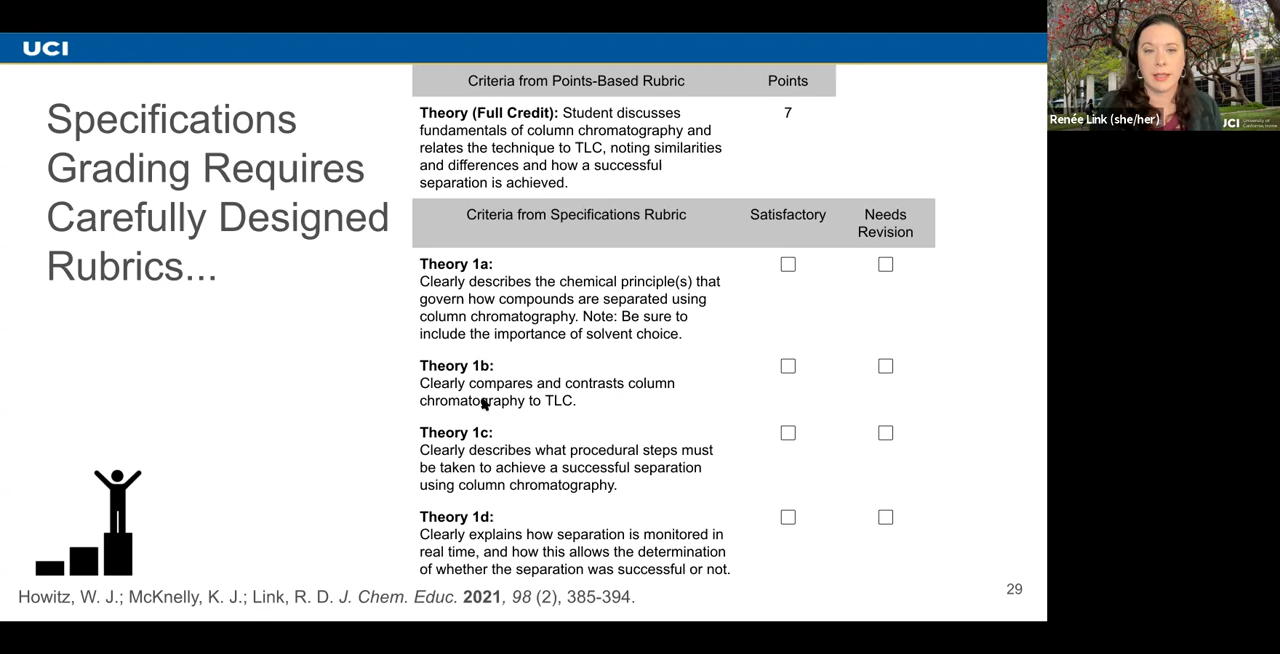 UCI
Specifications
Grading Requires
Carefully Designed
Rubrics...
Criteria from Points-Based Rubric Points
Theory (Full Credit): Student discusses 7
fundamentals of column chromatography and
relates the technique to TLC, noting similarities
and differences and how a successful
separation is achieved.
Criteria from Specifications Rubric Satisfactory Needs
Revision
Theory 1a:
Clearly describes the chemical principle(s) that
govern how compounds are separated using
column chromatography. Note: Be sure to
include the importance of solvent choice.
Theory 1b:
Clearly compares and contrasts column
chromatography to TLC.
Theory 1c:
Clearly describes what procedural steps must
be taken to achieve a successful separation
using column chromatography.
Theory 1d:
Clearly explains how separation is monitored in
real time, and how this allows the determination
of whether the separation was successful or not.
Howitz, W. J.; McKnelly, K. J.; Link, R. D. J. Chem. Educ. 2021, 98 (2), 385-394.
29
Renée Link (she/her)
UCI